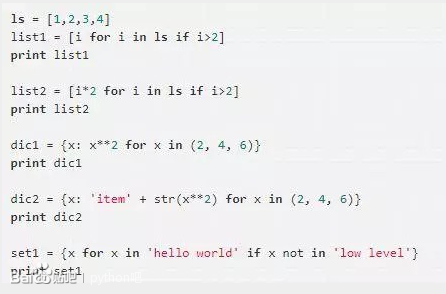 ls = [1,2,3,4]
list1 = [i for i in ls if i>2]
print list1
list2 = [i*2 for i in ls if i>2]
print list2
dic1 = {x: x**2 for x in (2, 4, 6)}
print dic1
dic2 = {x: 'item' + str(x**2) for x in (2, 4, 6)}
print dic2
set1 = {x for x in 'hello world' if x not in 'low level'}
print set1
Bai 贴吧